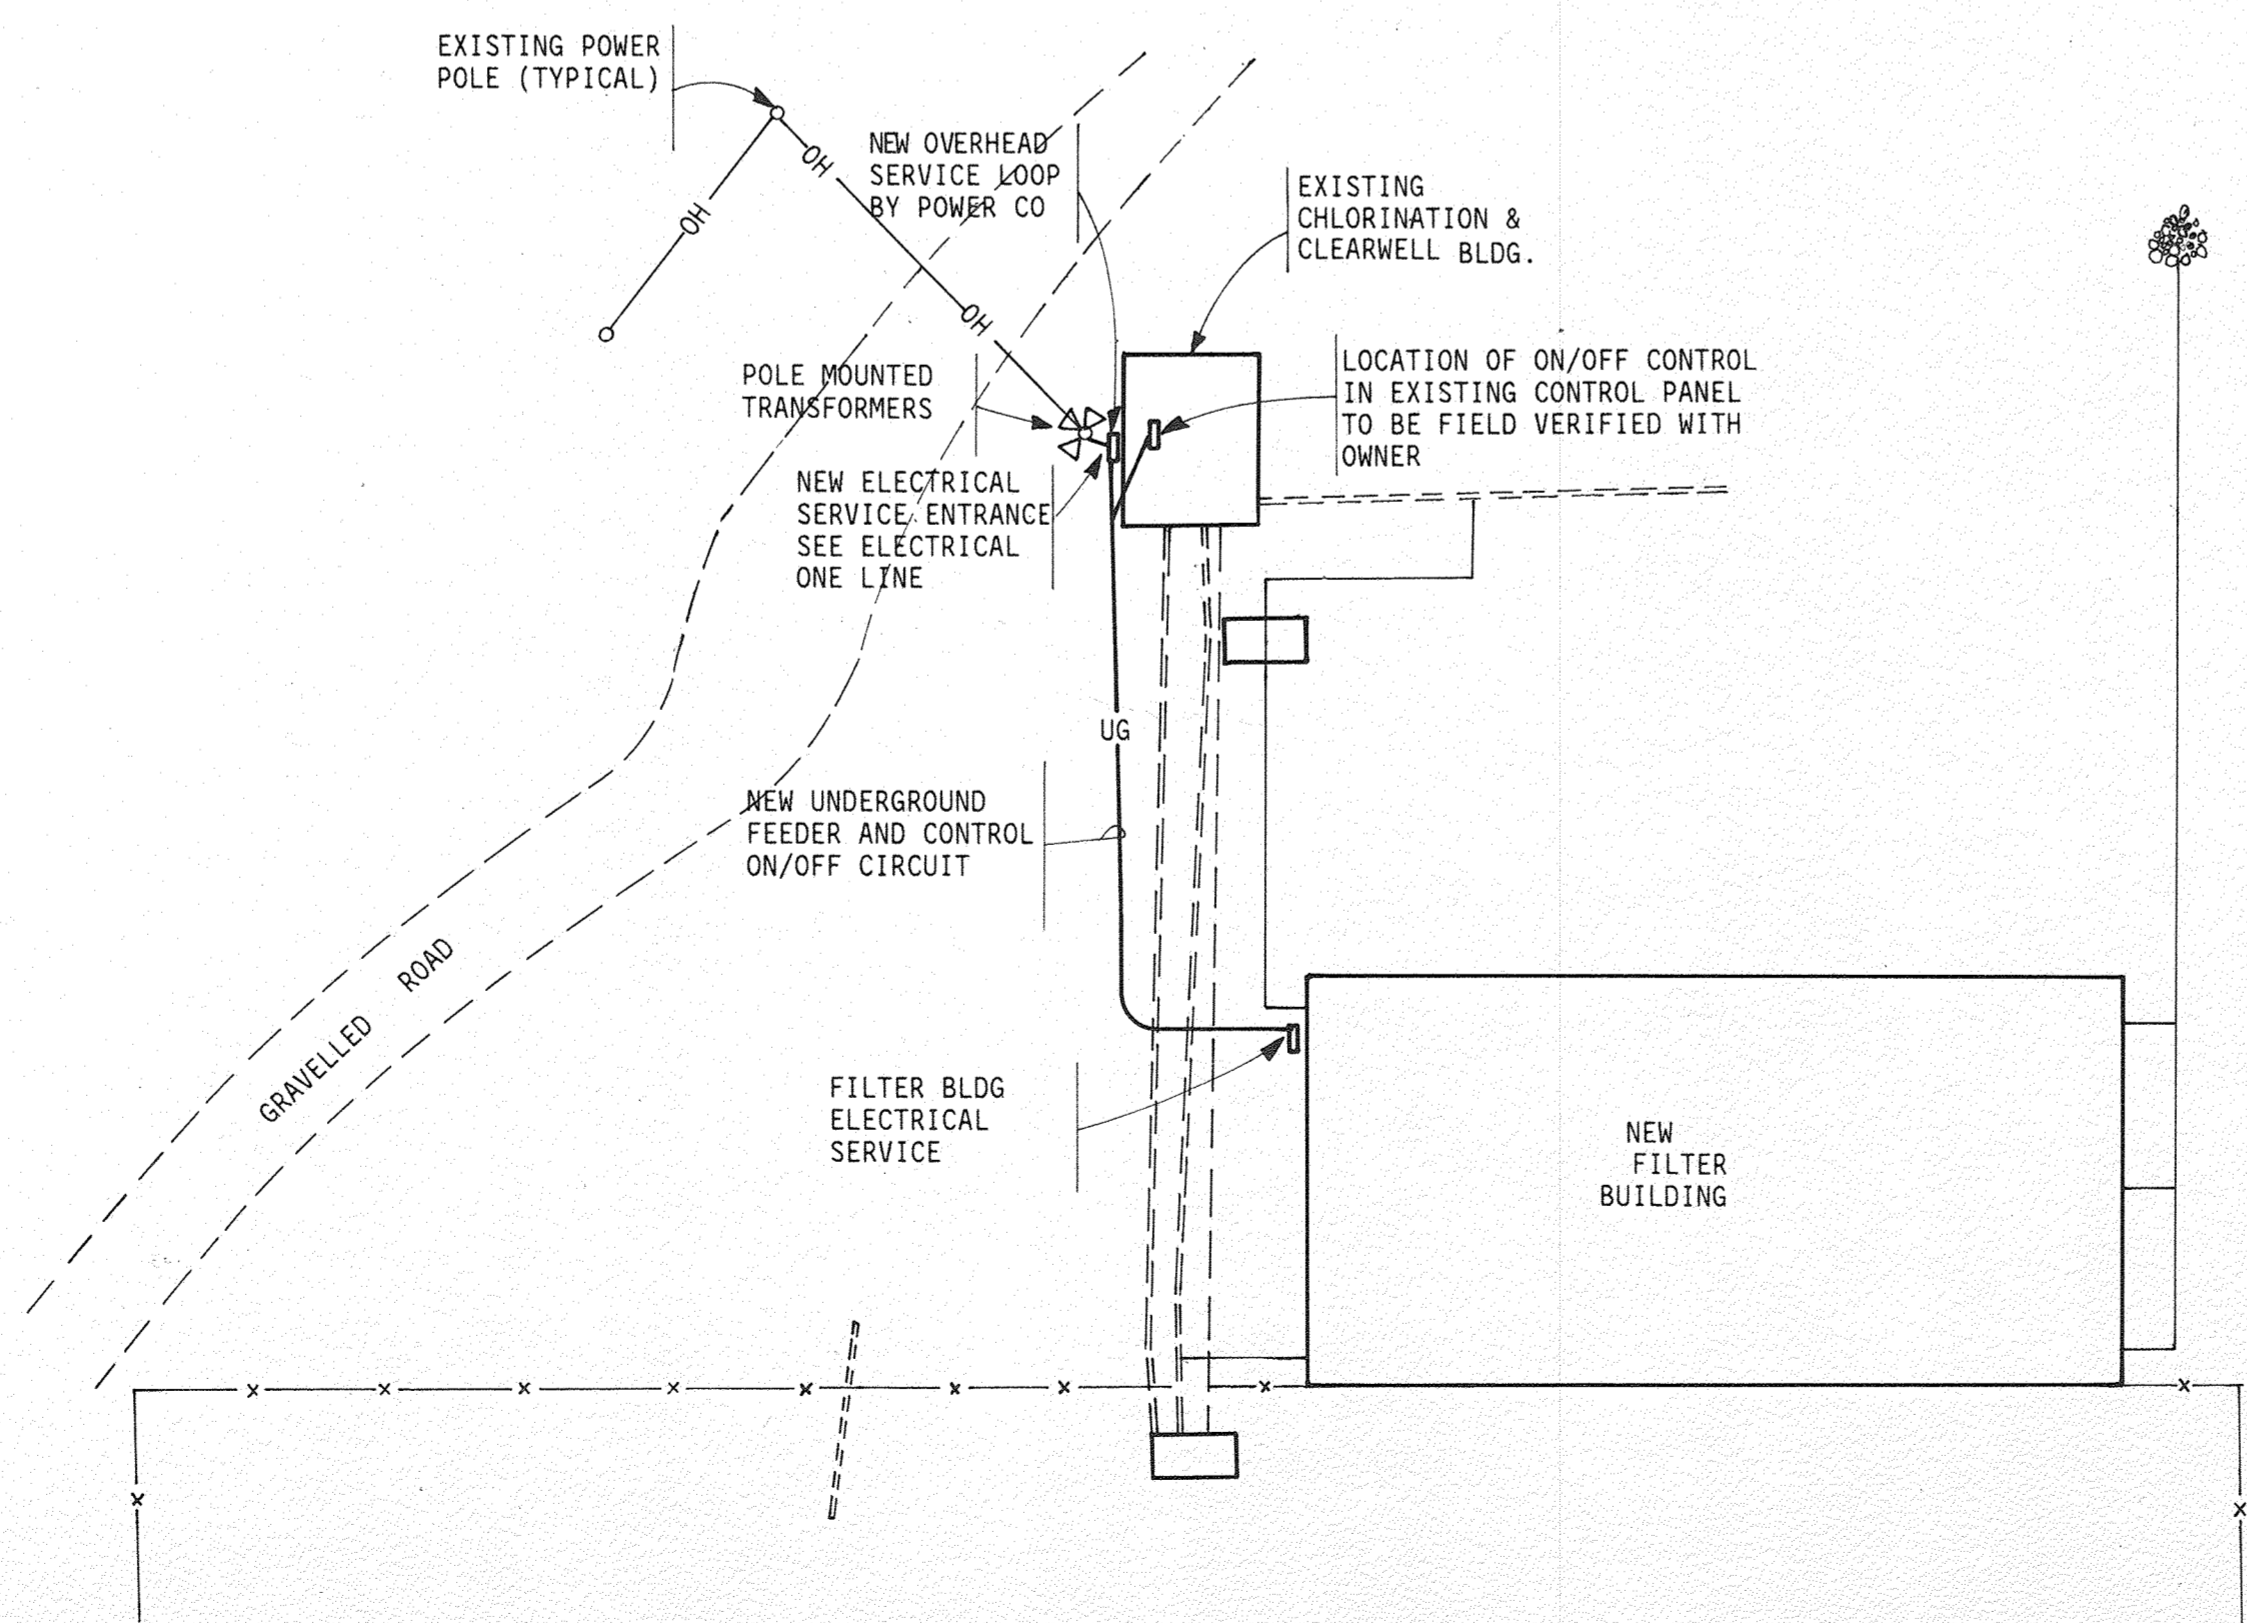 EXISTING POWER
POLE (TYPICAL)
OH
OH
NEW OVERHEAD
SERVICE LOOP
BY POWER CO
EXISTING
CHLORINATION &
CLEARWELL BLDG.
OH
POLE MOUNTED
TRANSFORMERS
LOCATION OF ON/OFF CONTROL
IN EXISTING CONTROL PANEL
TO BE FIELD VERIFIED WITH
OWNER
NEW ELECTRICAL
SERVICE ENTRANCE
SEE ELECTRICAL
ONE LINE
UG
NEW UNDERGROUND
FEEDER AND CONTROL
ON/OFF CIRCUIT
GRAVELLED ROAD
FILTER BLDG
ELECTRICAL
SERVICE
NEW
FILTER
BUILDING